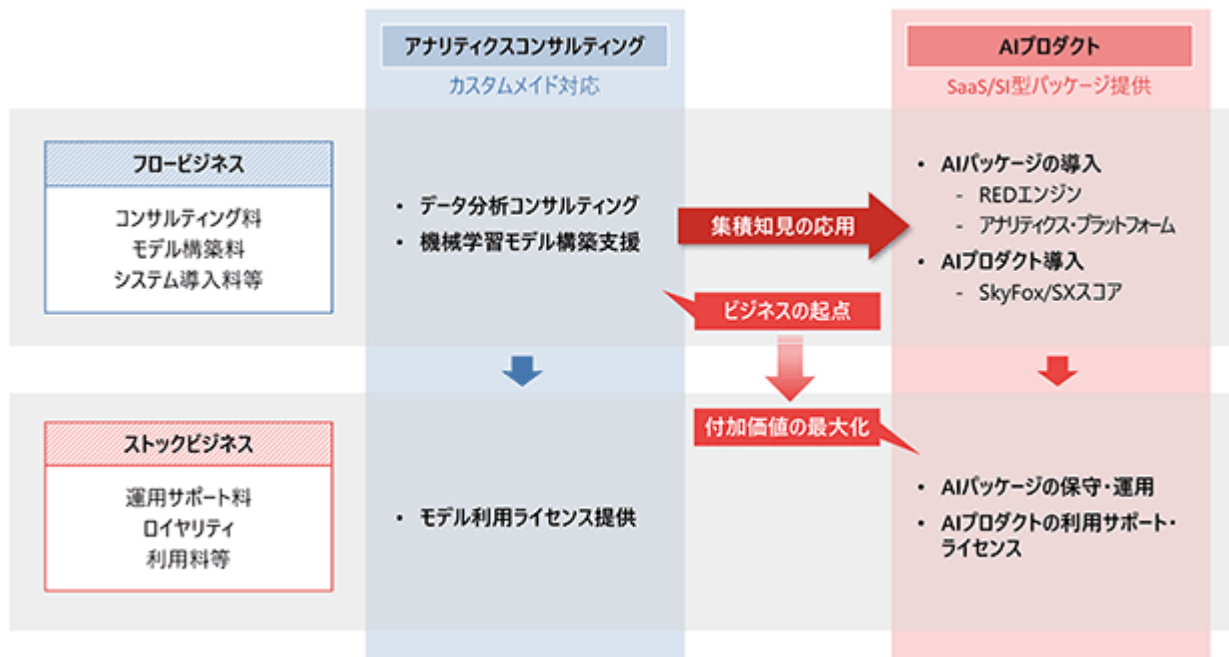 アナリティクスコンサルティング
カスタムメイド対応
AIプロダクト
SaaS/SI型パッケージ提供
フロービジネス
コンサルティング料
モデル構築料
システム導入料等
・ データ分析コンサルティング
・ 機械学習モデル構築支援
集積知見の応用
・ AIパッケージの導入
- REDエンジン
- アナリティクス・プラットフォーム
・ AIプロダクト導入
- SkyFox/SXスコア
ビジネスの起点
付加価値の最大化
ストックビジネス
運用サポート料
ロイヤリティ
利用料等
・ モデル利用ライセンス提供
・ AIパッケージの保守・運用
・ AIプロダクトの利用サポート・
ライセンス